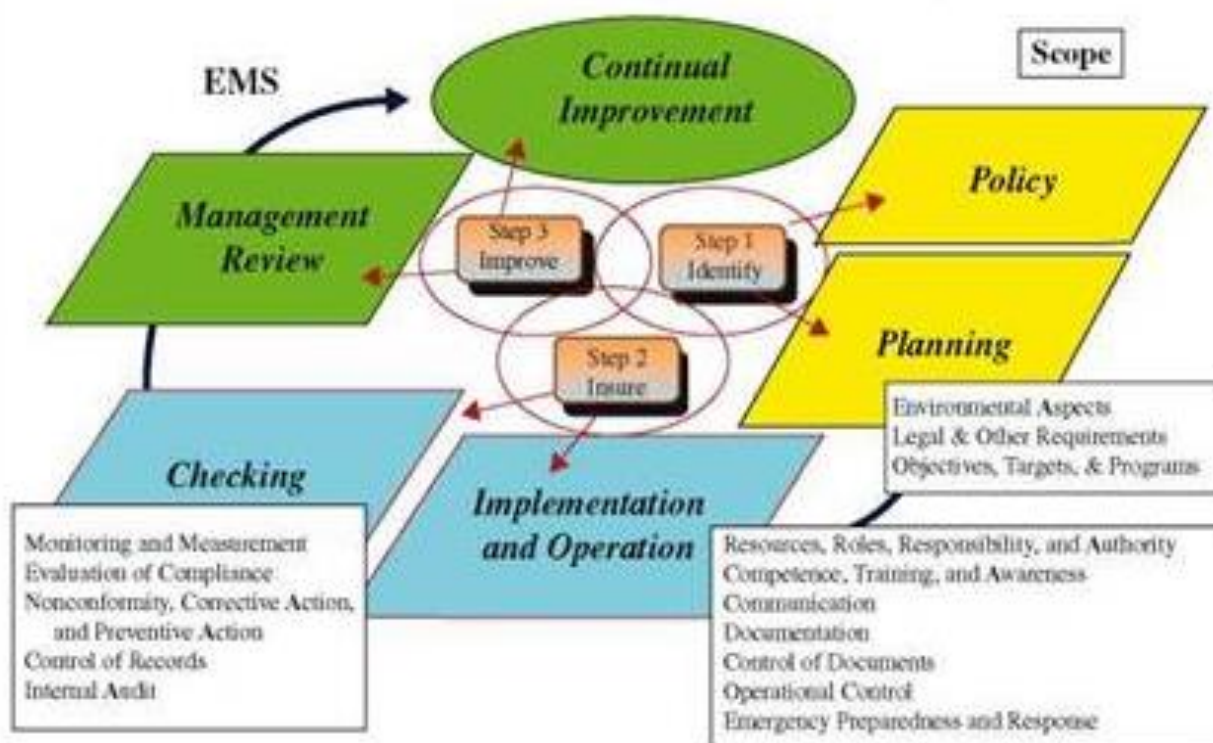 EMS
Continual
Improvement
Scope
Management
Review
Policy
Step 3
Improve
Step 1
Identify
Planning
Step 2
Insure
Environmental Aspects
Legal & Other Requirements
Objectives, Targets, & Programs
Checking
Implementation
and Operation
Monitoring and Measurement
Evaluation of Compliance
Nonconformity, Corrective Action,
and Preventive Action
Control of Records
Internal Audit
Resources, Roles, Responsibility, and Authority
Competence, Training, and Awareness
Communication
Documentation
Control of Documents
Operational Control
Emergency Preparedness and Response